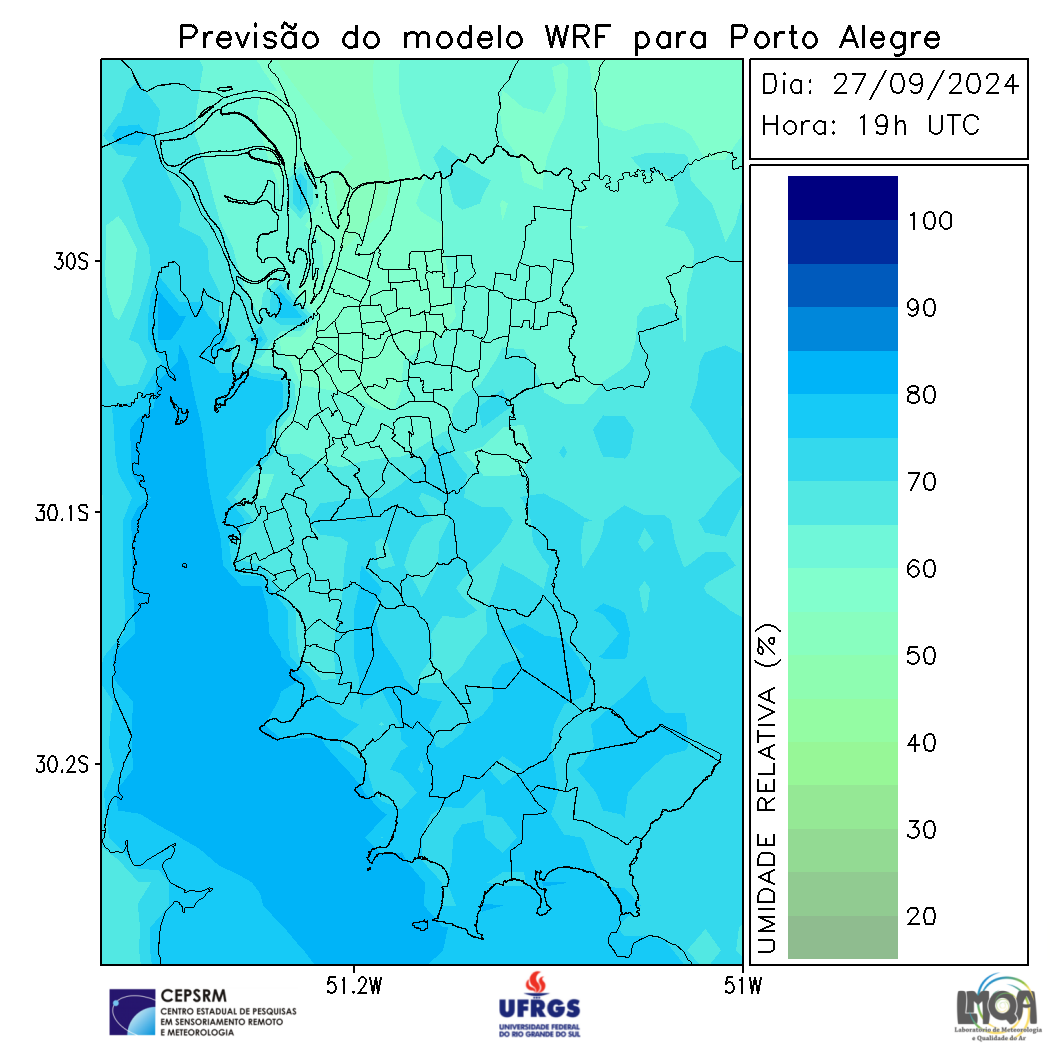 Previsão do modelo WRF para Porto Alegre
Dia: 27/09/2024
Hora: 19h UTC
30S
30.1S
30.2S
51.2W
51W
UMIDADE RELATIVA (%)
100
90
80
70
60
50
40
30
20
CEPSRM
CENTRO ESTADUAL DE PESQUISAS
EM SENSORIAMENTO REMOTO
E METEOROLOGIA
UFRGS
UNIVERSIDADE FEDERAL
DO RIO GRANDE DO SUL
LMQA
Laboratório de Meteorologia
e Qualidade do Ar